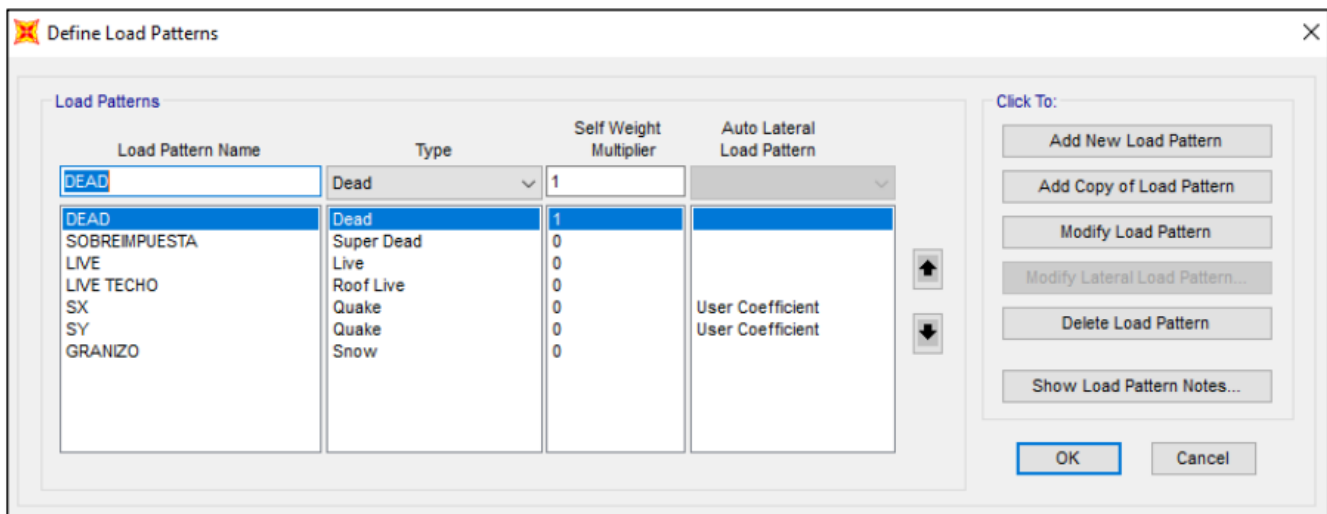 Define Load Patterns
Load Patterns
Click To:
Load Pattern Name Type Self Weight Multiplier Auto Lateral Load Pattern
DEAD Dead 1
DEAD Dead 1
SOBREIMPUESTA Super Dead 0
LIVE Live 0
LIVE TECHO Roof Live 0
SX Quake 0 User Coefficient
SY Quake 0 User Coefficient
GRANIZO Snow 0
Add New Load Pattern
Add Copy of Load Pattern
Modify Load Pattern
Modify Lateral Load Pattern...
Delete Load Pattern
Show Load Pattern Notes...
OK Cancel